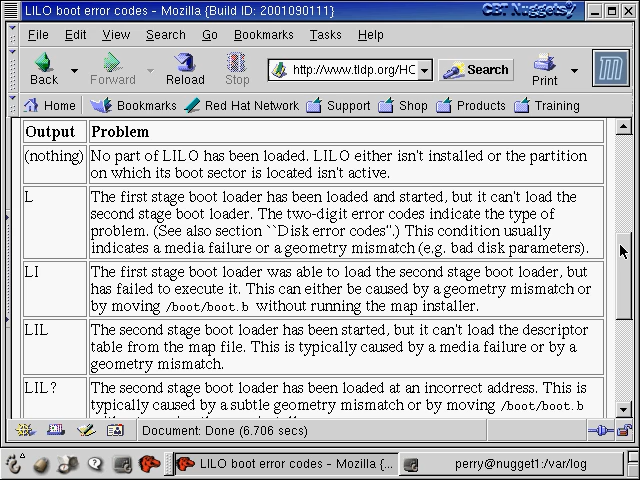 LILO boot error codes - Mozilla {Build ID: 2001090111}
CBT Nuggets
File Edit View Search Go Bookmarks Tasks Help
Back Forward Reload Stop http://www.tldp.org/HC Search Print
Home Bookmarks Red Hat Network Support Shop Products Training
Output Problem
(nothing) No part of LILO has been loaded. LILO either isn't installed or the partition
on which its boot sector is located isn't active.
L The first stage boot loader has been loaded and started, but it can't load the
second stage boot loader. The two-digit error codes indicate the type of
problem. (See also section ``Disk error codes''.) This condition usually
indicates a media failure or a geometry mismatch (e.g. bad disk parameters).
LI The first stage boot loader was able to load the second stage boot loader, but
has failed to execute it. This can either be caused by a geometry mismatch or
by moving /boot/boot.b without running the map installer.
LIL The second stage boot loader has been started, but it can't load the descriptor
table from the map file. This is typically caused by a media failure or by a
geometry mismatch.
LIL? The second stage boot loader has been loaded at an incorrect address. This is
typically caused by a subtle geometry mismatch or by moving /boot/boot.b
Document: Done (6.706 secs)
LILO boot error codes - Mozilla {... perry@nugget1:/var/log